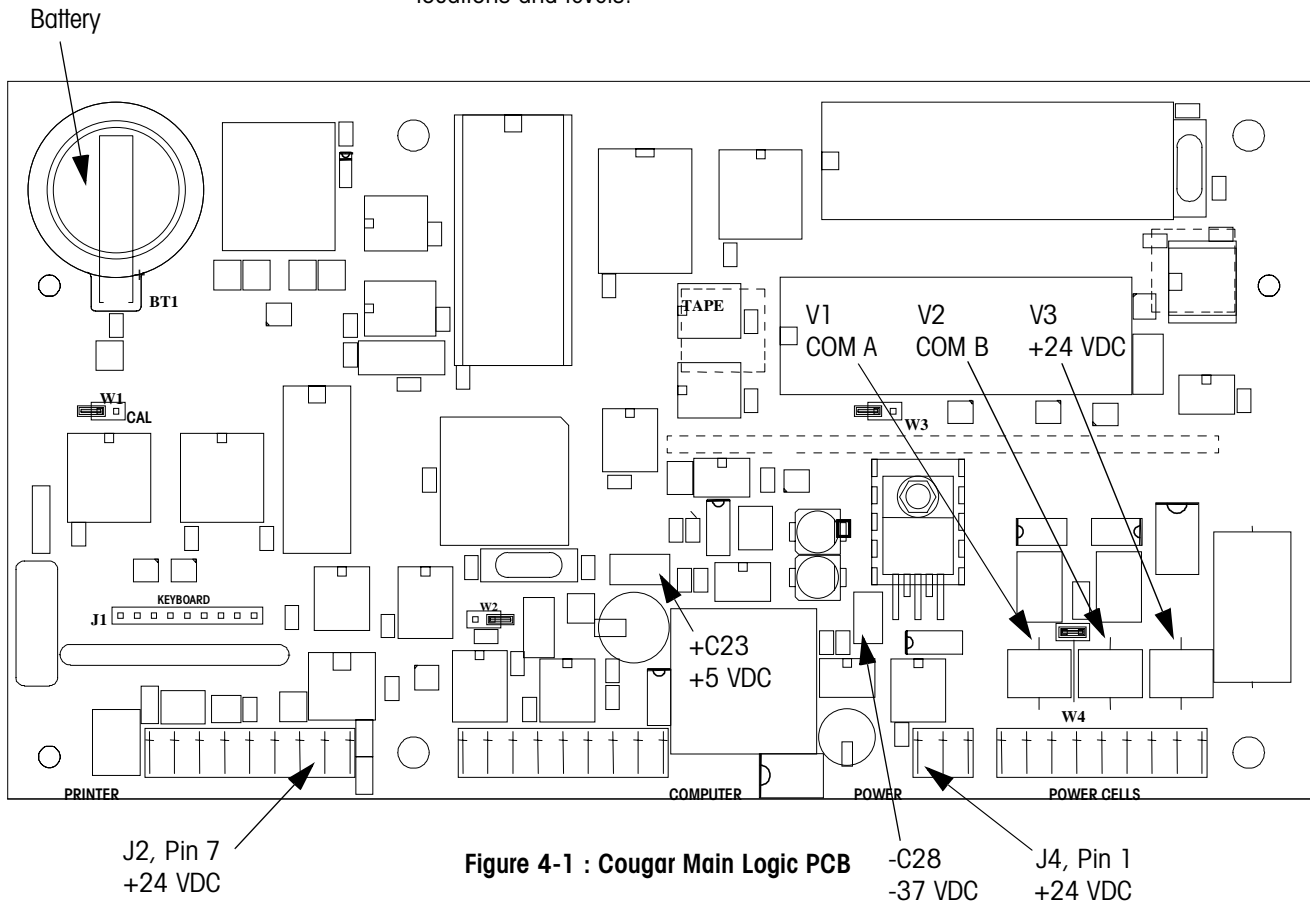 locations and levels.
Battery
BT1
TAPE
V1
COM A
V2
COM B
V3
+24 VDC
W1
CAL
W3
KEYBOARD
J1
W2
+C23
+5 VDC
W4
PRINTER
COMPUTER
POWER
POWER CELLS
J2, Pin 7
+24 VDC
Figure 4-1 : Cougar Main Logic PCB
-C28
-37 VDC
J4, Pin 1
+24 VDC